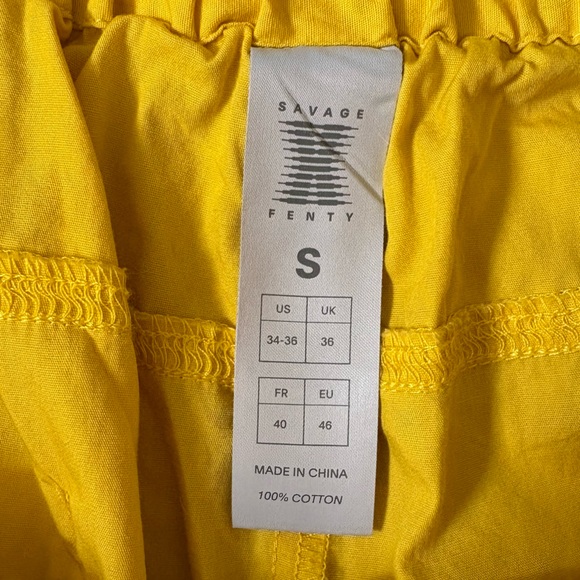 SAVAGE
FENTY
S
US UK
34-36 36
FR EU
40 46
MADE IN CHINA
100% COTTON